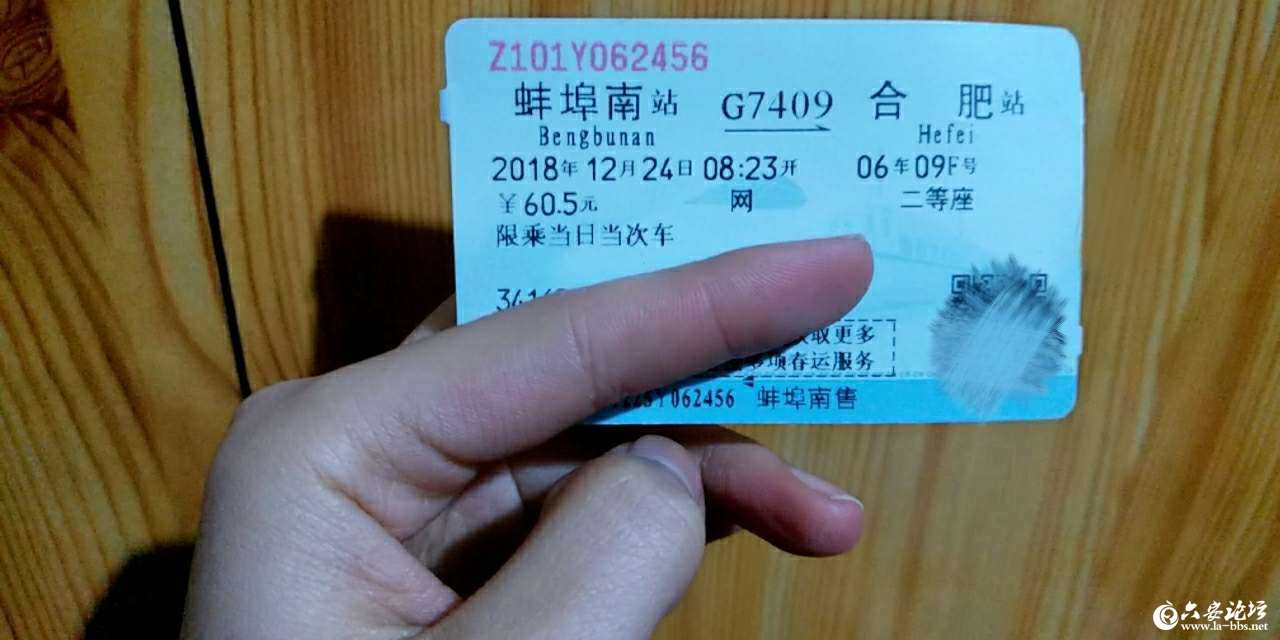 Z101Y062456
蚌埠南站 G7409 合肥站
Bengbunan Hefei
2018年12月24日 08:23开 06车09F号
￥60.5元 网 二等座
限乘当日当次车
取更多
项春运服务
Y062456 蚌埠南售
六安论坛
www.la-bbs.net